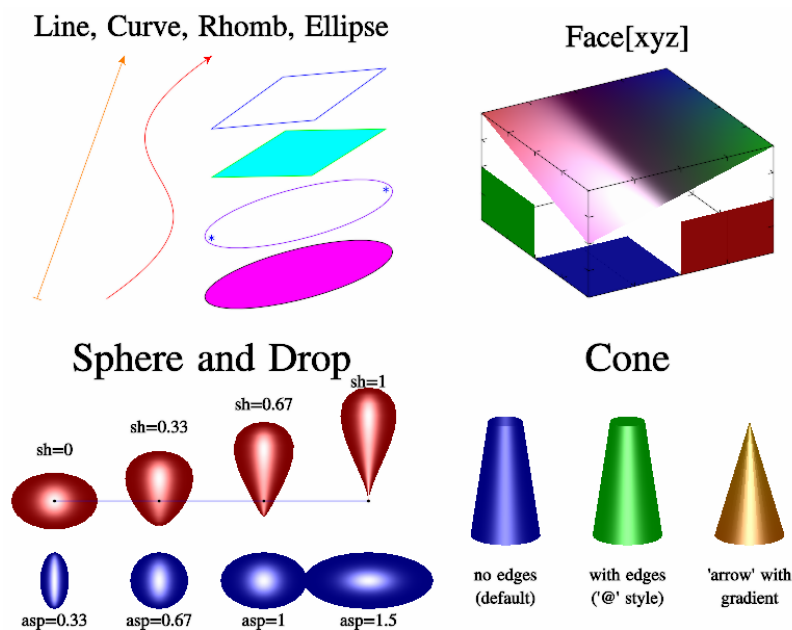 Line, Curve, Rhomb, Ellipse
Face[xyz]
Sphere and Drop
sh=0
sh=0.33
sh=0.67
sh=1
asp=0.33
asp=0.67
asp=1
asp=1.5
Cone
no edges
(default)
with edges
('@' style)
'arrow' with
gradient